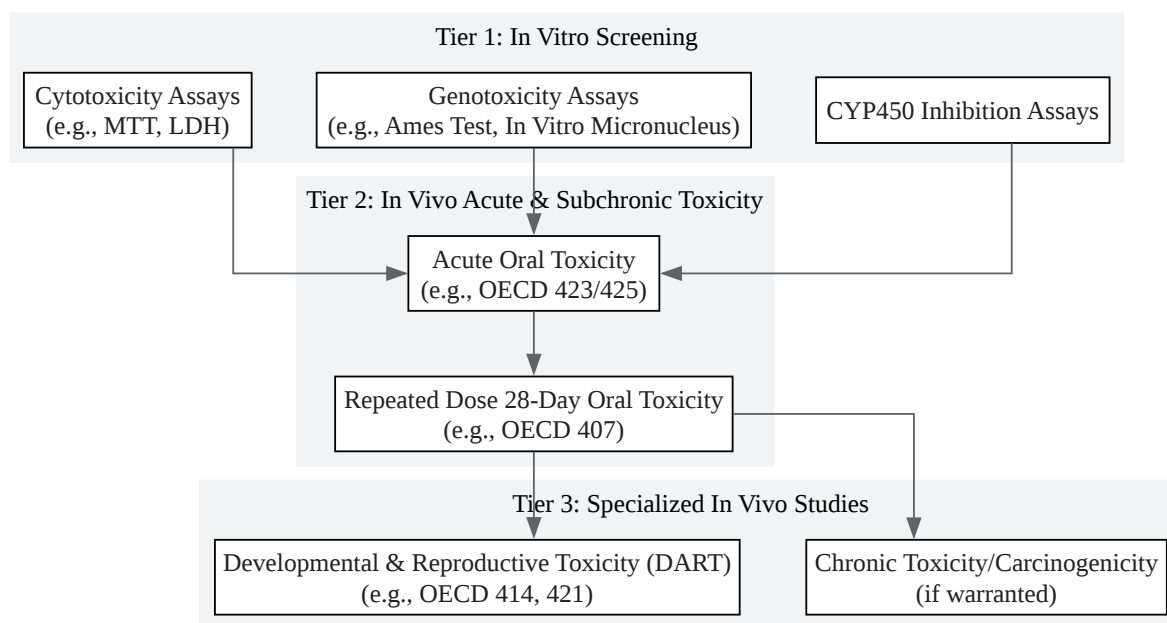 Tier 1: In Vitro Screening
Cytotoxicity Assays
(e.g., MTT, LDH)
Genotoxicity Assays
(e.g., Ames Test, In Vitro Micronucleus)
CYP450 Inhibition Assays
Tier 2: In Vivo Acute & Subchronic Toxicity
Acute Oral Toxicity
(e.g., OECD 423/425)
Repeated Dose 28-Day Oral Toxicity
(e.g., OECD 407)
Tier 3: Specialized In Vivo Studies
Developmental & Reproductive Toxicity (DART)
(e.g., OECD 414, 421)
Chronic Toxicity/Carcinogenicity
(if warranted)